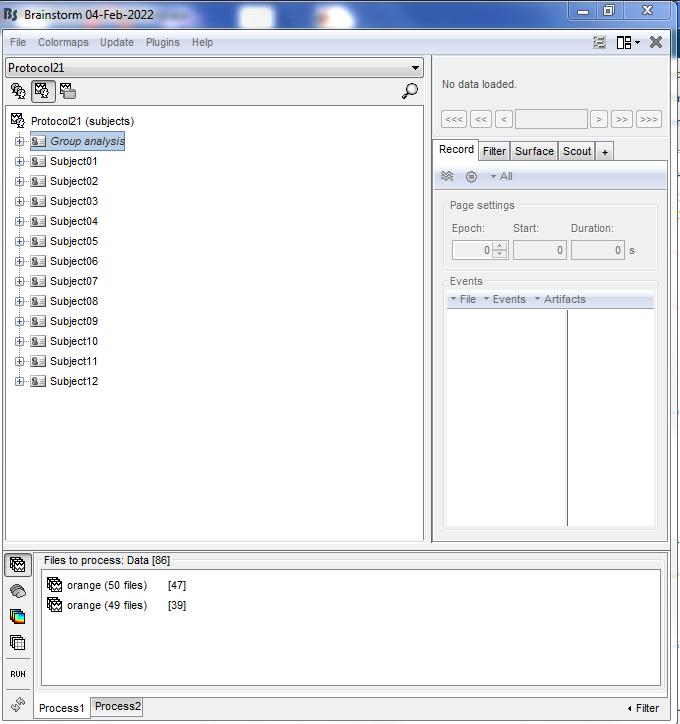 Brainstorm 04-Feb-2022
File Colormaps Update Plugins Help
Protocol21
No data loaded.
<<< << < > >> >>>
Protocol21 (subjects)
Group analysis
Subject01
Subject02
Subject03
Subject04
Subject05
Subject06
Subject07
Subject08
Subject09
Subject10
Subject11
Subject12
Record Filter Surface Scout +
All
Page settings
Epoch: Start: Duration:
0 0 0 s
Events
File Events Artifacts
Files to process: Data [86]
orange (50 files) [47]
orange (49 files) [39]
RUN
Process1 Process2
Filter